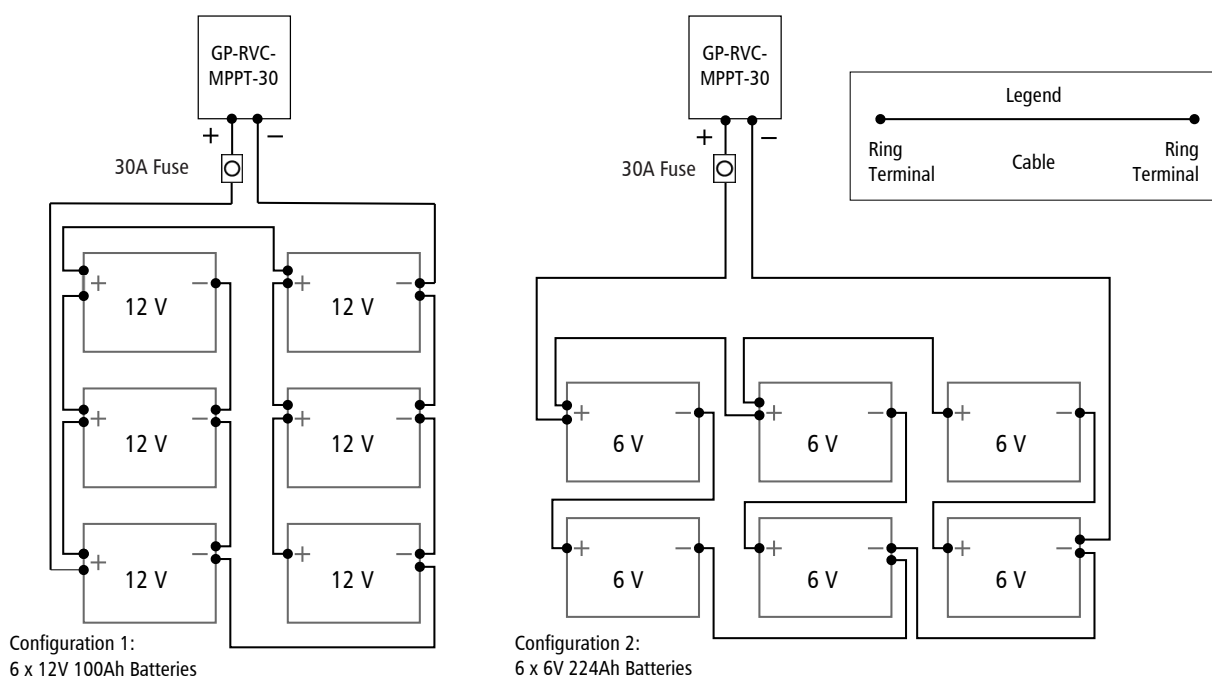 GP-RVC-
MPPT-30
+
−
30A Fuse
+
−
12 V
+
−
12 V
+
−
12 V
+
−
12 V
+
−
12 V
+
−
12 V
Configuration 1:
6 x 12V 100Ah Batteries
GP-RVC-
MPPT-30
+
−
30A Fuse
+
−
6 V
+
−
6 V
+
−
6 V
+
−
6 V
+
−
6 V
+
−
6 V
Configuration 2:
6 x 6V 224Ah Batteries
Legend
Ring
Terminal
Cable
Ring
Terminal